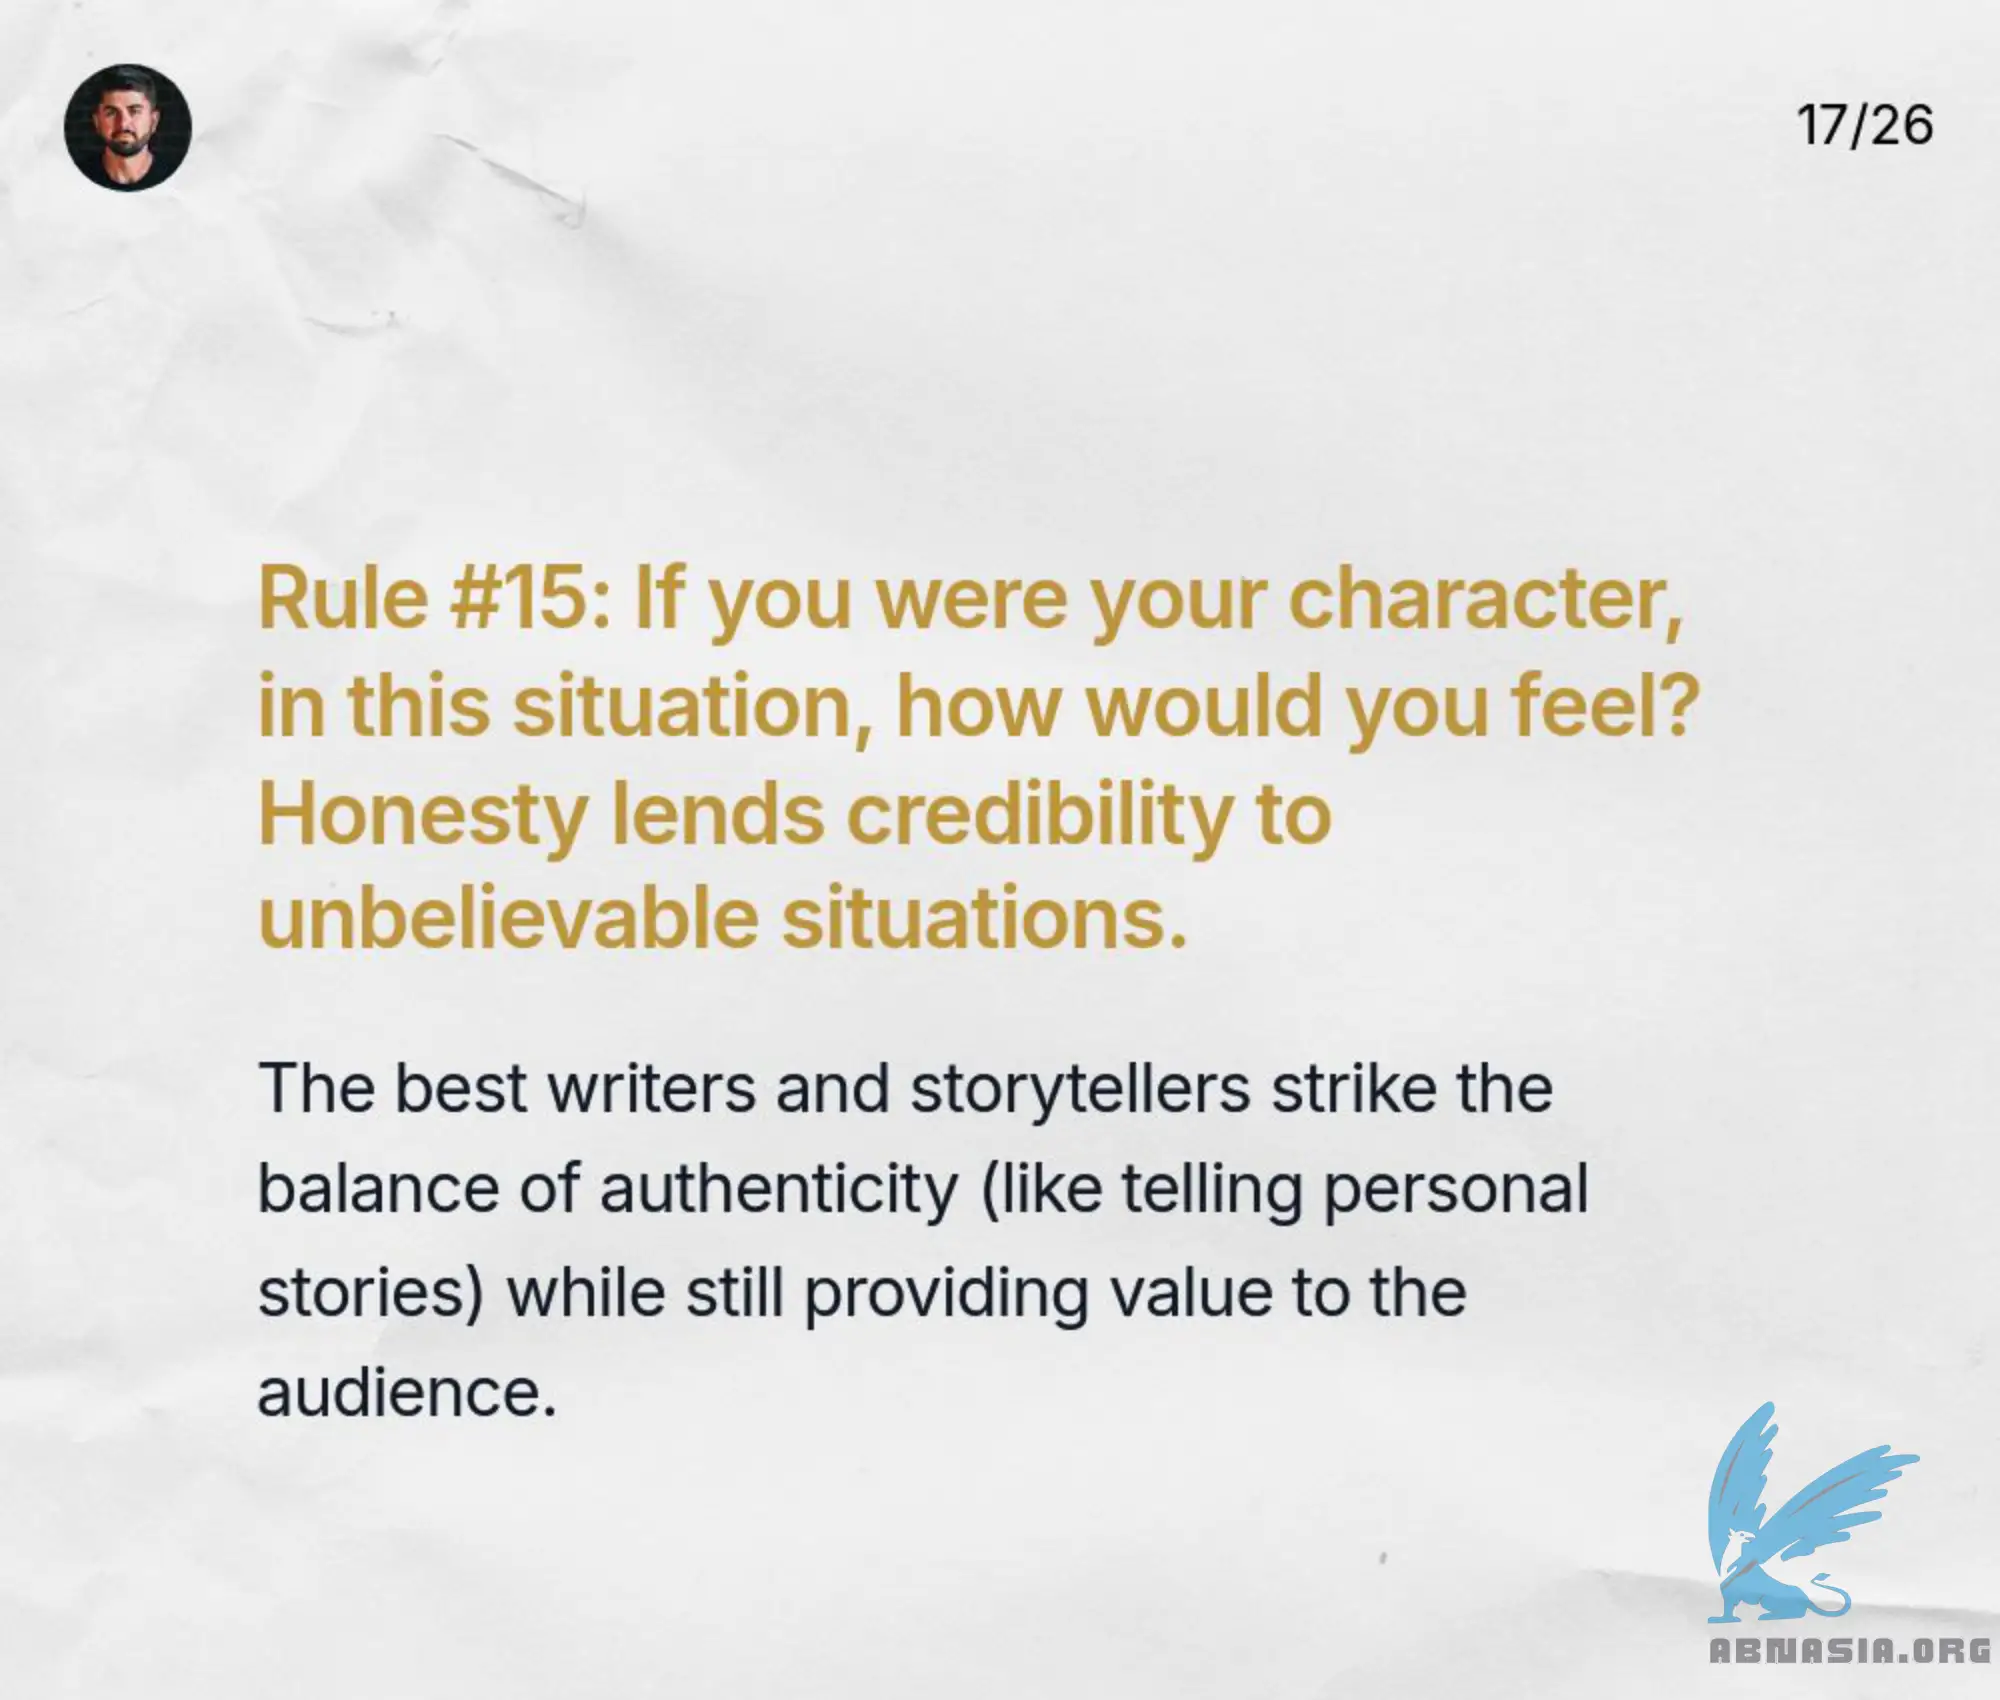 17/26
Rule #15: If you were your character,
in this situation, how would you feel?
Honesty lends credibility to
unbelievable situations.
The best writers and storytellers strike the
balance of authenticity (like telling personal
stories) while still providing value to the
audience.
ABNASIA.ORG